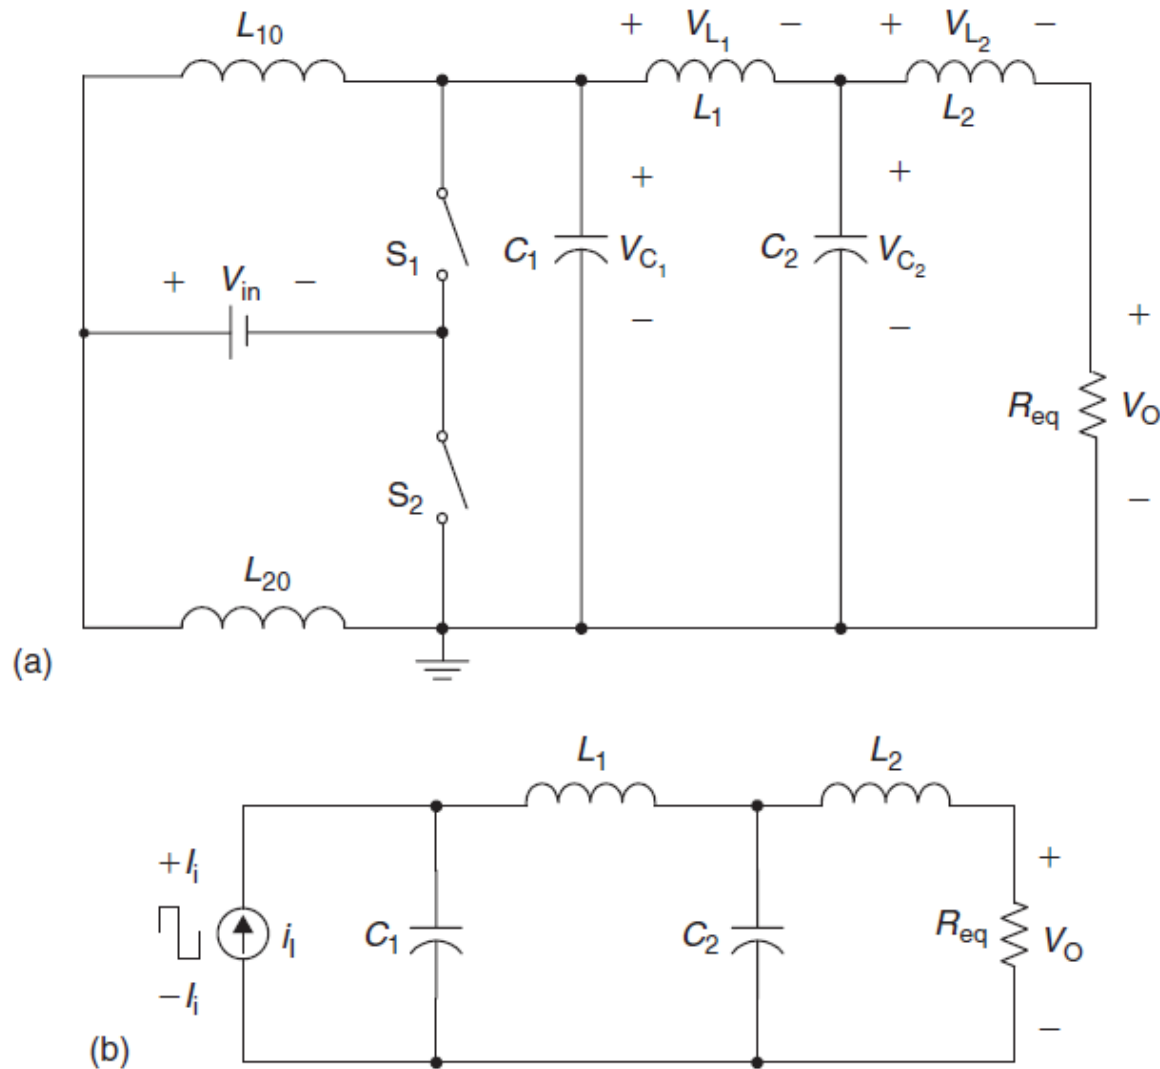 L10 + VL1 − + VL2 −
L1 L2
+ +
S1 C1 VC1 C2 VC2
+ Vin −
− − +
Req VO
S2 −
L20
(a)
L1 L2
+Ii +
iI C1 C2 Req VO
−Ii −
(b)